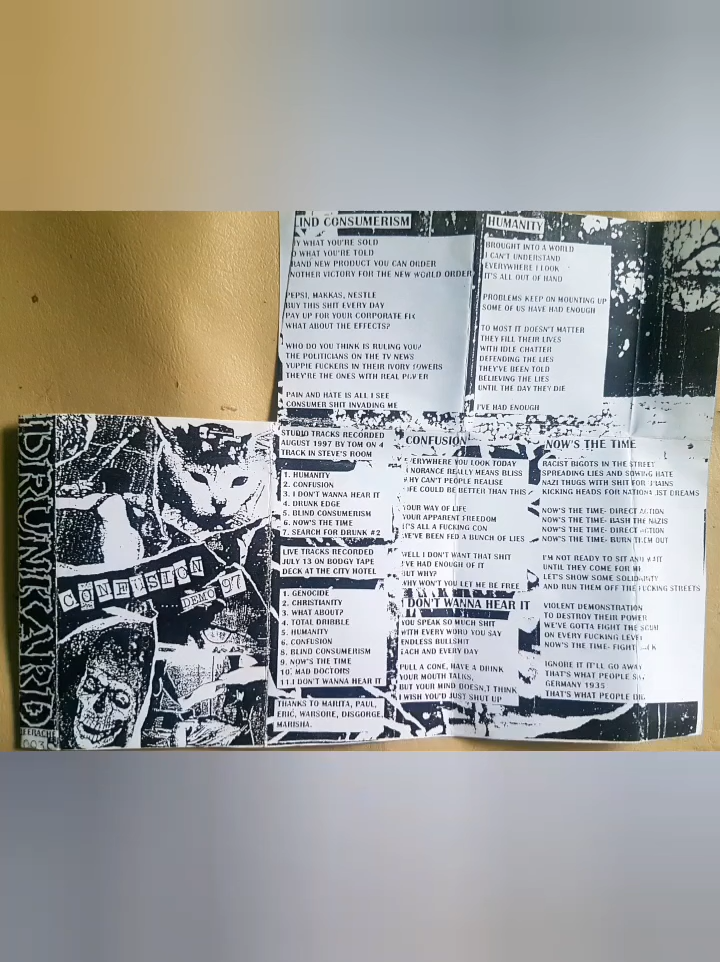 DRUNKARD
003
CONFUSION
DEMO 97
IND CONSUMERISM
Y WHAT YOU'RE SOLD
O WHAT YOU'RE TOLD
RAND NEW PRODUCT YOU CAN ORDER
NOTHER VICTORY FOR THE NEW WORLD ORDER
PEPSI, MAKKAS, NESTLE
BUY THIS SHIT EVERY DAY
PAY UP FOR YOUR CORPORATE
WHAT ABOUT THE EFFECTS?
WHO DO YOU THINK IS RULING YOU?
THE POLITICIANS ON THE TV NEWS
YUPPIE FUCKERS IN THEIR IVORY TOWERS
THEY'RE THE ONES WITH REAL POWER
PAIN AND HATE IS ALL I SEE
CONSUMER SHIT INVADING ME
HUMANITY
BROUGHT INTO A WORLD
I CAN'T UNDERSTAND
EVERYWHERE I LOOK
IT'S ALL OUT OF HAND
PROBLEMS KEEP ON MOUNTING UP
SOME OF US HAVE HAD ENOUGH
TO MOST IT DOESN'T MATTER
THEY FILL THEIR LIVES
WITH IDLE CHATTER
DEFENDING THE LIES
THEY'VE BEEN TOLD
BELIEVING THE LIES
UNTIL THE DAY THEY DIE
I'VE HAD ENOUGH
STUDIO TRACKS RECORDED
AUGUST 1997 BY TOM ON 4
TRACK IN STEVE'S ROOM
1. HUMANITY
2. CONFUSION
3. I DON'T WANNA HEAR IT
4. DRUNK EDGE
5. BLIND CONSUMERISM
6. NOW'S THE TIME
7. SEARCH FOR DRUNK #2
LIVE TRACKS RECORDED
JULY 13 ON BODGY TAPE
DECK AT THE CITY HOTEL
1. GENOCIDE
2. CHRISTIANITY
3. WHAT ABOUT?
4. TOTAL DRIBBLE
5. HUMANITY
6. CONFUSION
8. BLIND CONSUMERISM
9. NOW'S THE TIME
10. MAD DOCTORS
11. I DON'T WANNA HEAR IT
THANKS TO MARITA, PAUL,
ERIC, WARSORE, DISGORGE,
MARSHA.
CONFUSION
EVERYWHERE YOU LOOK TODAY
IGNORANCE REALLY MEANS BLISS
WHY CAN'T PEOPLE REALISE
LIFE COULD BE BETTER THAN THIS
YOUR WAY OF LIFE
YOUR APPARENT FREEDOM
IT'S ALL A FUCKING CON
WE'VE BEEN FED A BUNCH OF LIES
WELL I DON'T WANT THAT SHIT
I'VE HAD ENOUGH OF IT
BUT WHY?
WHY WON'T YOU LET ME BE FREE
I DON'T WANNA HEAR IT
YOU SPEAK SO MUCH SHIT
WITH EVERY WORD YOU SAY
ENDLESS BULLSHIT
EACH AND EVERY DAY
PULL A CONE, HAVE A DRINK
YOUR MOUTH TALKS,
BUT YOUR MIND DOESN,T THINK
I WISH YOU'D JUST SHUT UP
NOW'S THE TIME
RACIST BIGOTS IN THE STREET
SPREADING LIES AND SOWING HATE
NAZI THUGS WITH SHIT FOR BRAINS
KICKING HEADS FOR NATIONALIST DREAMS
NOW'S THE TIME- DIRECT ACTION
NOW'S THE TIME- BASH THE NAZIS
NOW'S THE TIME- DIRECT ACTION
NOW'S THE TIME- BURN THEM OUT
I'M NOT READY TO SIT AND WAIT
UNTIL THEY COME FOR ME
LET'S SHOW SOME SOLIDARITY
AND RUN THEM OFF THE FUCKING STREETS
VIOLENT DEMONSTRATION
TO DESTROY THEIR POWER
WE'VE GOTTA FIGHT THE SCUM
ON EVERY FUCKING LEVEL
NOW'S THE TIME- FIGHT
IGNORE IT IT'LL GO AWAY
THAT'S WHAT PEOPLE SAY
GERMANY 1935
THAT'S WHAT PEOPLE